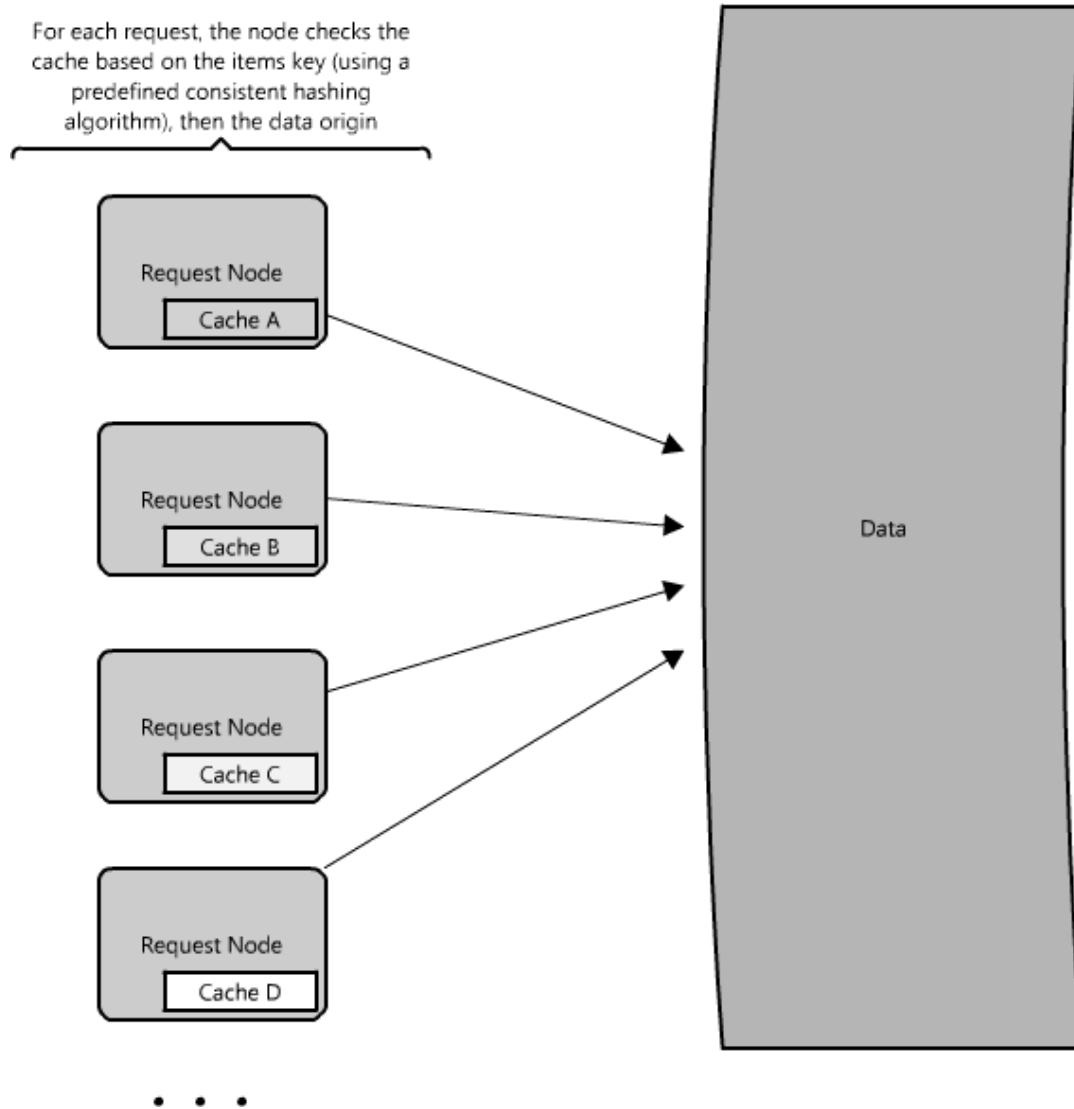 For each request, the node checks the
cache based on the items key (using a
predefined consistent hashing
algorithm), then the data origin
Request Node
Cache A
Request Node
Cache B
Data
Request Node
Cache C
Request Node
Cache D